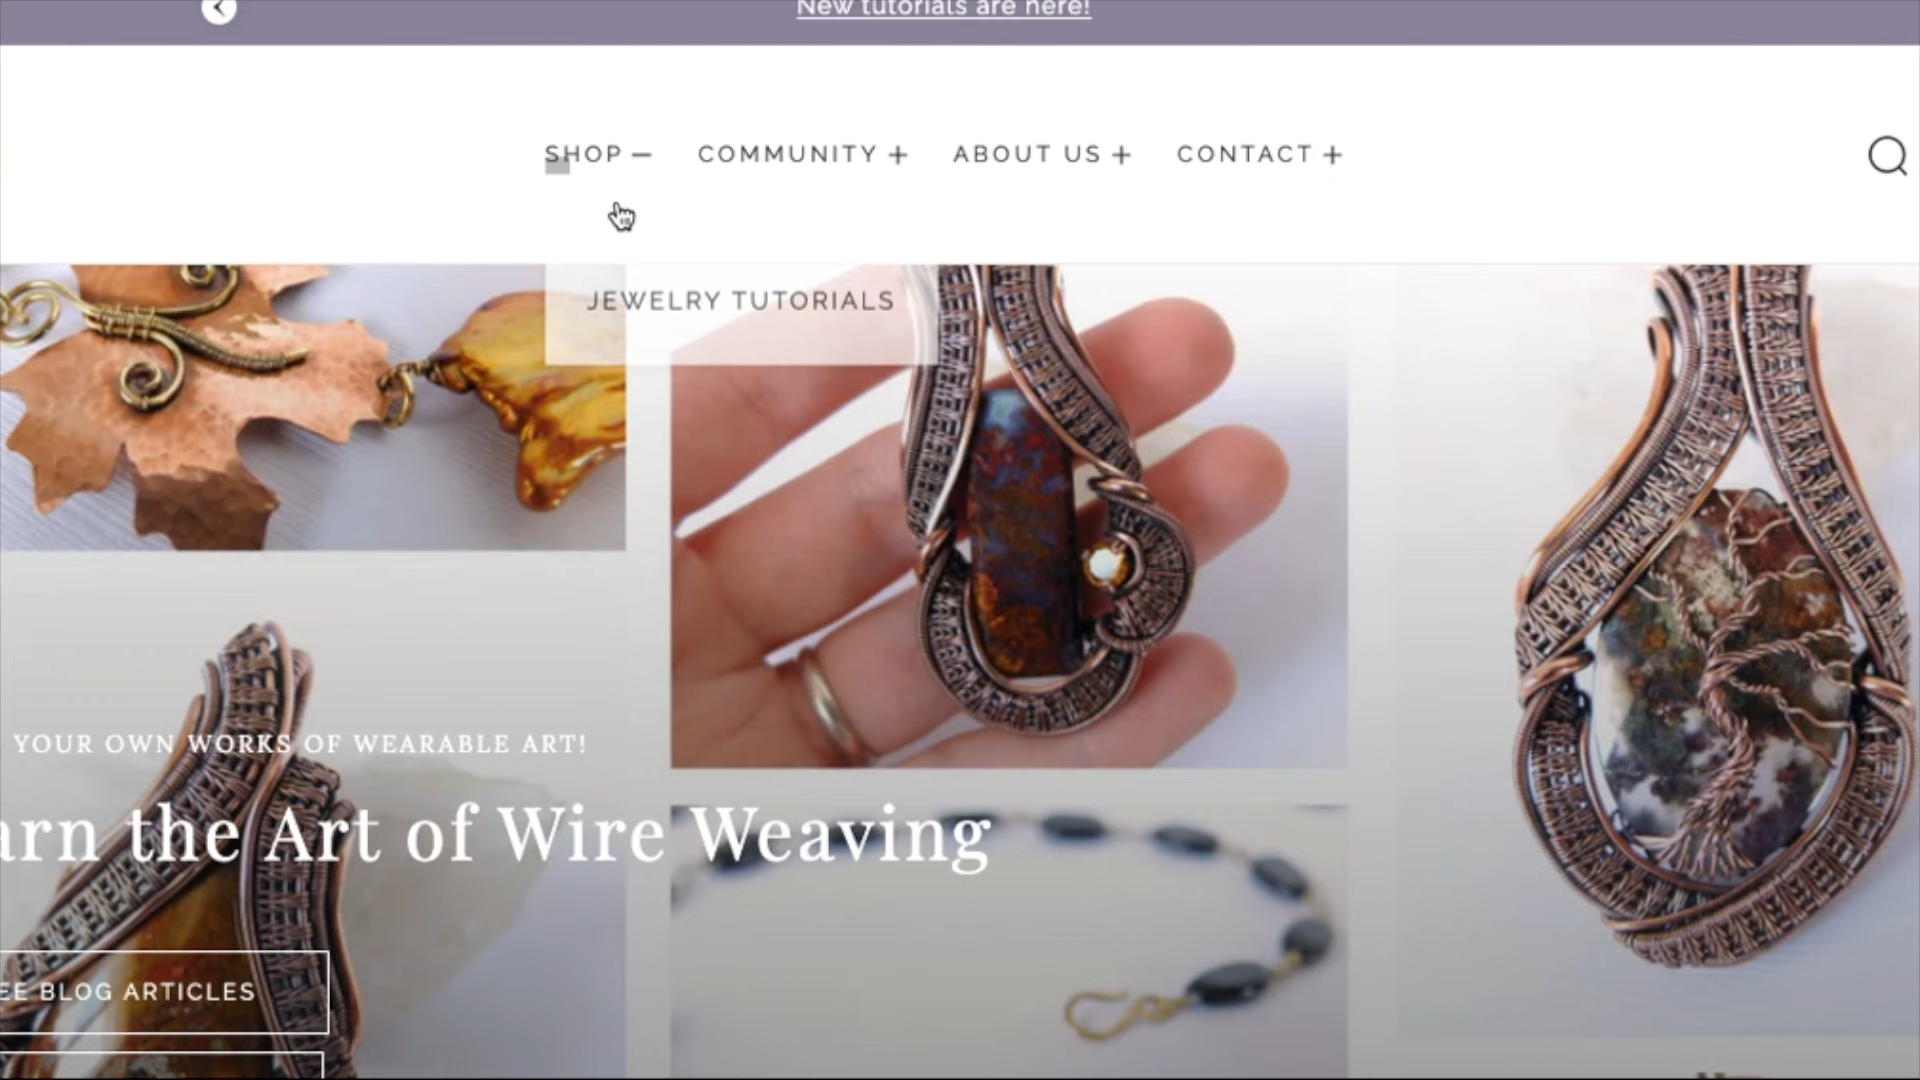 New tutorials are here!
SHOP — COMMUNITY + ABOUT US + CONTACT +
JEWELRY TUTORIALS
YOUR OWN WORKS OF WEARABLE ART!
arn the Art of Wire Weaving
EE BLOG ARTICLES